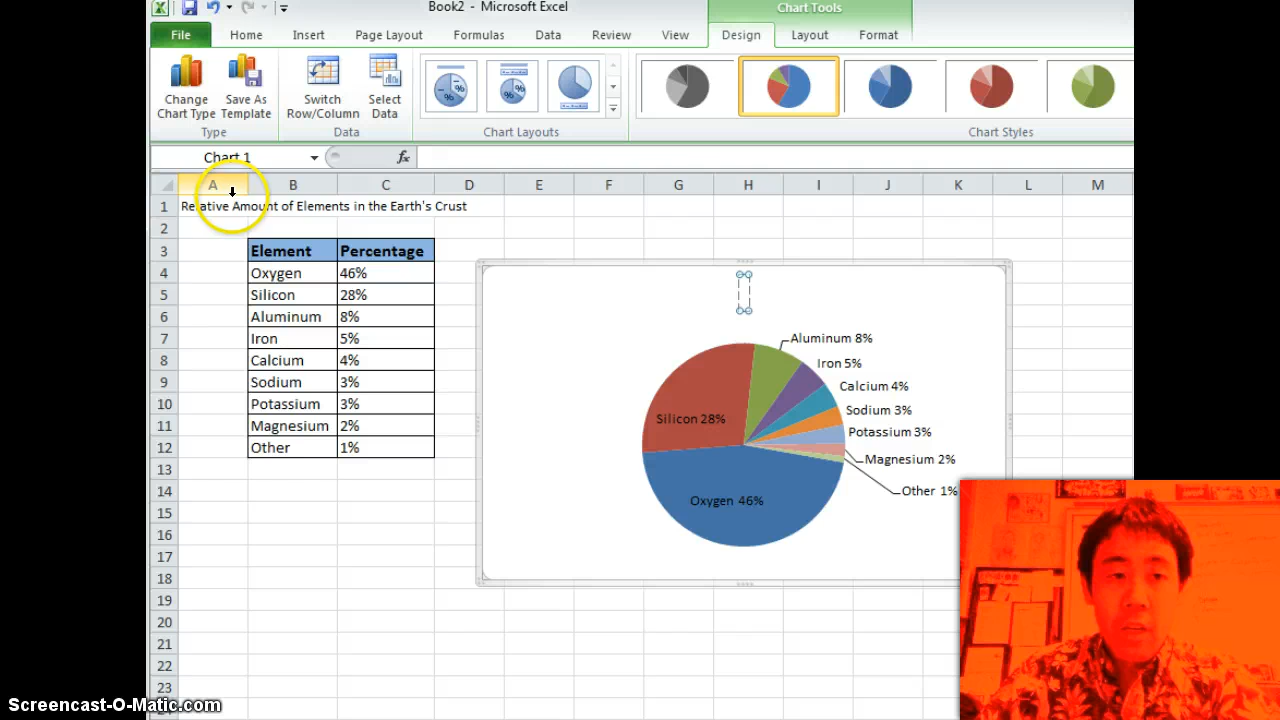 Book2 - Microsoft Excel
Chart Tools
File Home Insert Page Layout Formulas Data Review View Design Layout Format
Change Chart Type
Save As Template
Switch Row/Column
Select Data
Type Data Chart Layouts Chart Styles
Chart 1 fx
A B C D E F G H I J K L M
1 Relative Amount of Elements in the Earth's Crust
2
3 Element Percentage
4 Oxygen 46%
5 Silicon 28%
6 Aluminum 8%
7 Iron 5%
8 Calcium 4%
9 Sodium 3%
10 Potassium 3%
11 Magnesium 2%
12 Other 1%
13
14
15
16
17
18
19
20
21
22
23
Aluminum 8%
Iron 5%
Calcium 4%
Sodium 3%
Potassium 3%
Magnesium 2%
Other 1%
Silicon 28%
Oxygen 46%
Screencast-O-Matic.com